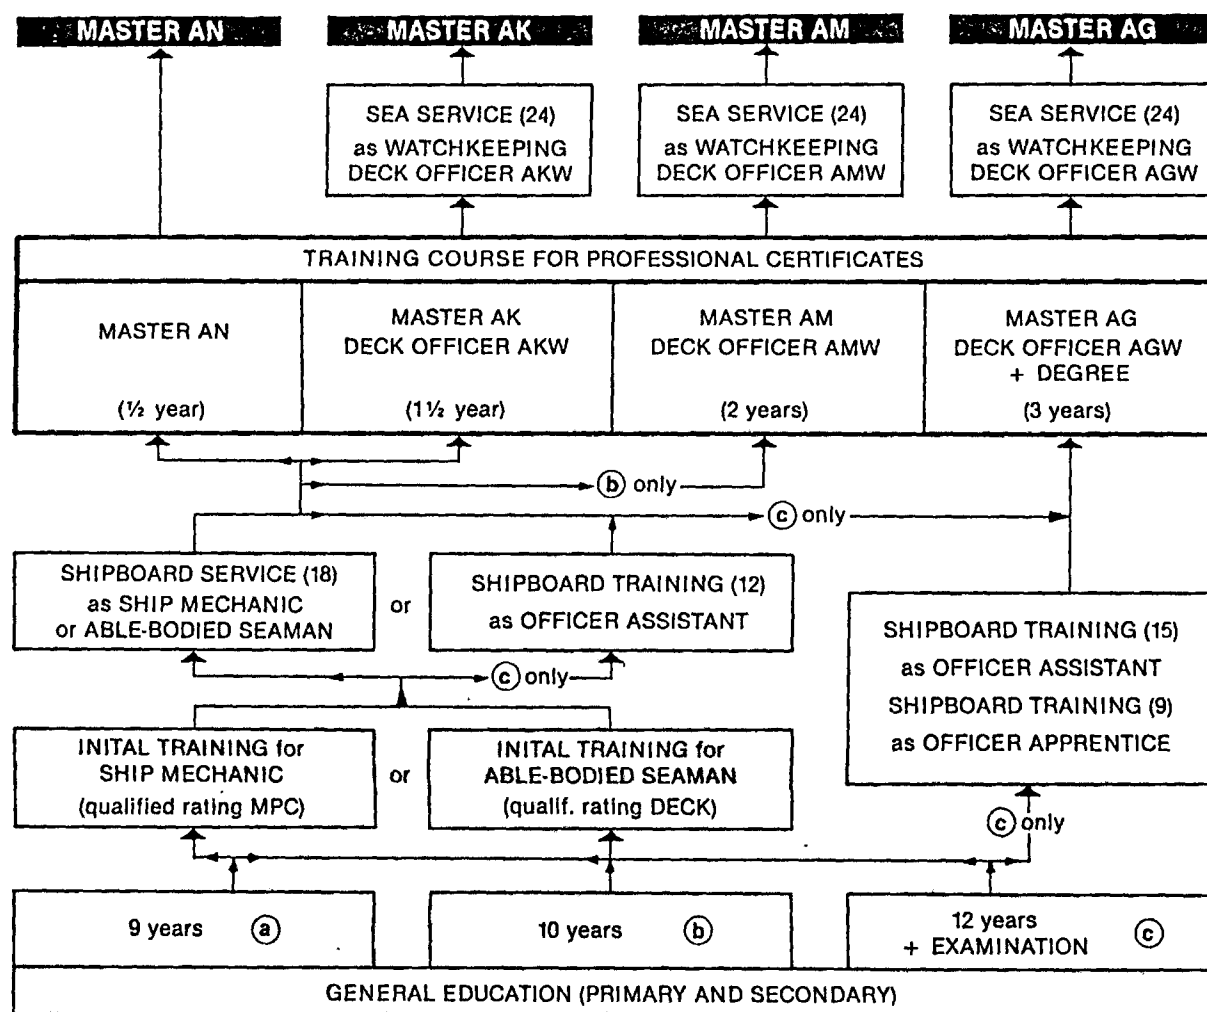 MASTER AN
MASTER AK
MASTER AM
MASTER AG
SEA SERVICE (24)
as WATCHKEEPING
DECK OFFICER AKW
SEA SERVICE (24)
as WATCHKEEPING
DECK OFFICER AMW
SEA SERVICE (24)
as WATCHKEEPING
DECK OFFICER AGW
TRAINING COURSE FOR PROFESSIONAL CERTIFICATES
MASTER AN
(½ year)
MASTER AK
DECK OFFICER AKW
(1½ year)
MASTER AM
DECK OFFICER AMW
(2 years)
MASTER AG
DECK OFFICER AGW
+ DEGREE
(3 years)
b only
c only
SHIPBOARD SERVICE (18)
as SHIP MECHANIC
or ABLE-BODIED SEAMAN
or
SHIPBOARD TRAINING (12)
as OFFICER ASSISTANT
SHIPBOARD TRAINING (15)
as OFFICER ASSISTANT
SHIPBOARD TRAINING (9)
as OFFICER APPRENTICE
c only
INITAL TRAINING for
SHIP MECHANIC
(qualified rating MPC)
or
INITAL TRAINING for
ABLE-BODIED SEAMAN
(qualif. rating DECK)
c only
9 years a
10 years b
12 years
+ EXAMINATION c
GENERAL EDUCATION (PRIMARY AND SECONDARY)